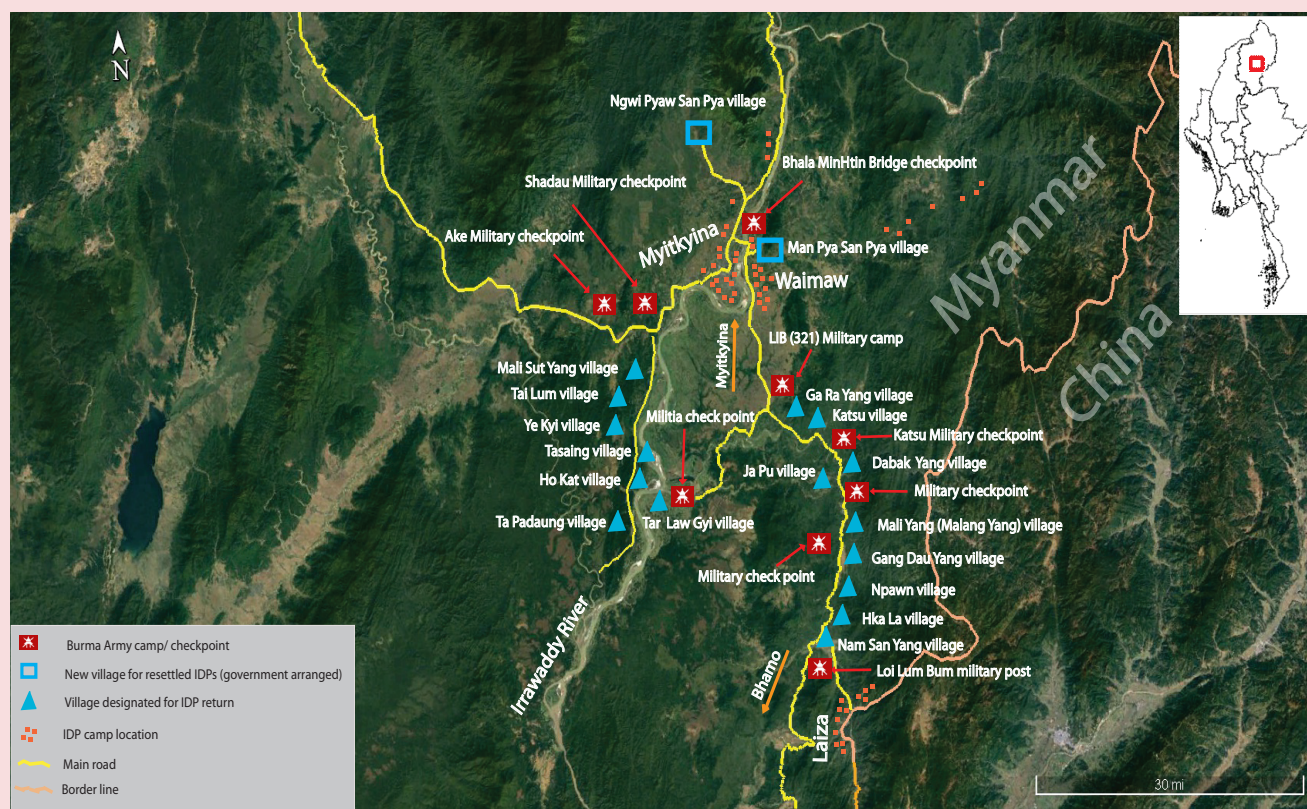 N
Ngwi Pyaw San Pya village
Bhala MinHtin Bridge checkpoint
Shadau Military checkpoint
Ake Military checkpoint
Myitkyina
Man Pya San Pya village
Waimaw
Myanmar
China
Myitkyina
LIB (321) Military camp
Mali Sut Yang village
Tai Lum village
Ga Ra Yang village
Militia check point
Katsu village
Ye Kyi village
Katsu Military checkpoint
Tasaing village
Dabak Yang village
Ja Pu village
Ho Kat village
Military checkpoint
Ta Padaung village
Tar Law Gyi village
Mali Yang (Malang Yang) village
Gang Dau Yang village
Military check point
Npawn village
Hka La village
Nam San Yang village
Irrawaddy River
Bhamo
Loi Lum Bum military post
Laiza
Burma Army camp/ checkpoint
New village for resettled IDPs (government arranged)
Village designated for IDP return
IDP camp location
Main road
Border line
30 mi